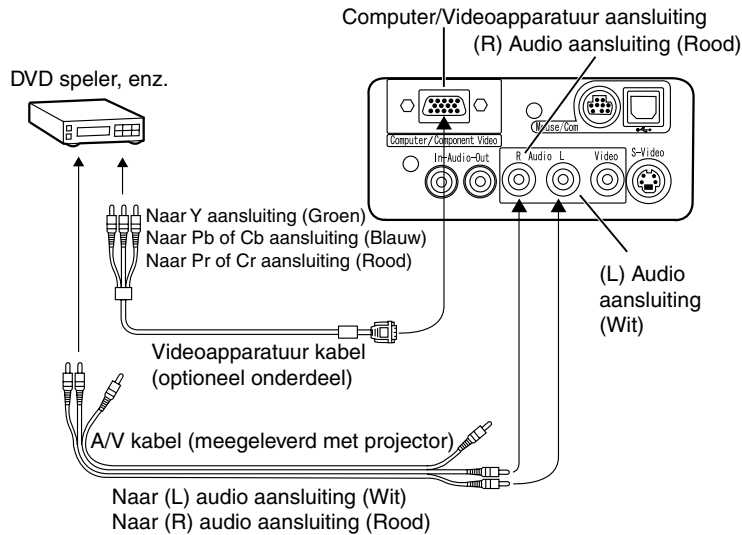 Computer/Videoapparatuur aansluiting
(R) Audio aansluiting (Rood)
DVD speler, enz.
Mouse/Com
Computer/Component Video
In-Audio-Out
R Audio L
Video
S-Video
Naar Y aansluiting (Groen)
Naar Pb of Cb aansluiting (Blauw)
Naar Pr of Cr aansluiting (Rood)
(L) Audio
aansluiting
(Wit)
Videoapparatuur kabel
(optioneel onderdeel)
A/V kabel (meegeleverd met projector)
Naar (L) audio aansluiting (Wit)
Naar (R) audio aansluiting (Rood)